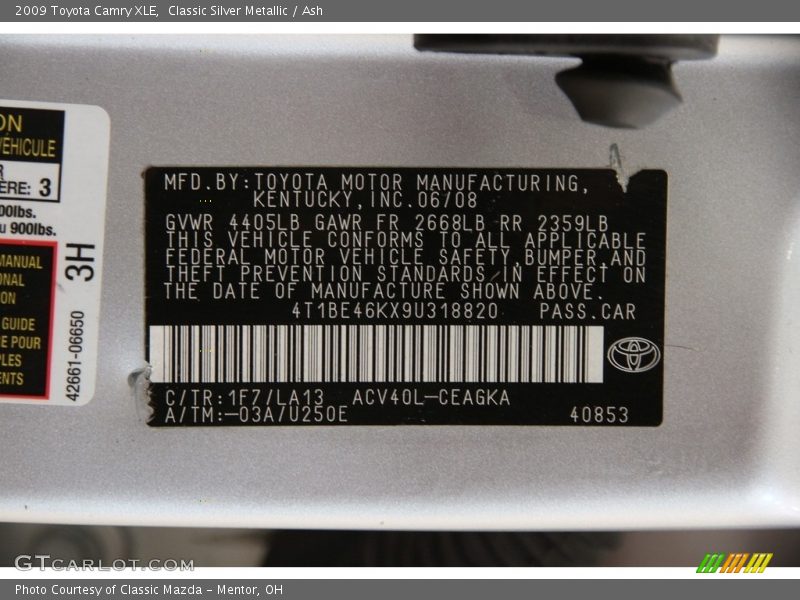 2009 Toyota Camry XLE, Classic Silver Metallic / Ash
ON
VÉHICULE
ERE: 3
00lbs.
u 900lbs.
MANUAL
ONAL
ON
GUIDE
E POUR
PLES
ENTS
3H
42661-06650
MFD.BY:TOYOTA MOTOR MANUFACTURING,
KENTUCKY,INC.06/08
GVWR 4405LB GAWR FR 2668LB RR 2359LB
THIS VEHICLE CONFORMS TO ALL APPLICABLE
FEDERAL MOTOR VEHICLE SAFETY,BUMPER,AND
THEFT PREVENTION STANDARDS IN EFFECT ON
THE DATE OF MANUFACTURE SHOWN ABOVE.
4T1BE46KX9U318820 PASS.CAR
C/TR:1F7/LA13 ACV40L-CEAGKA
A/TM:-03A/U250E 40853
GTcarlot.com
Photo Courtesy of Classic Mazda - Mentor, OH